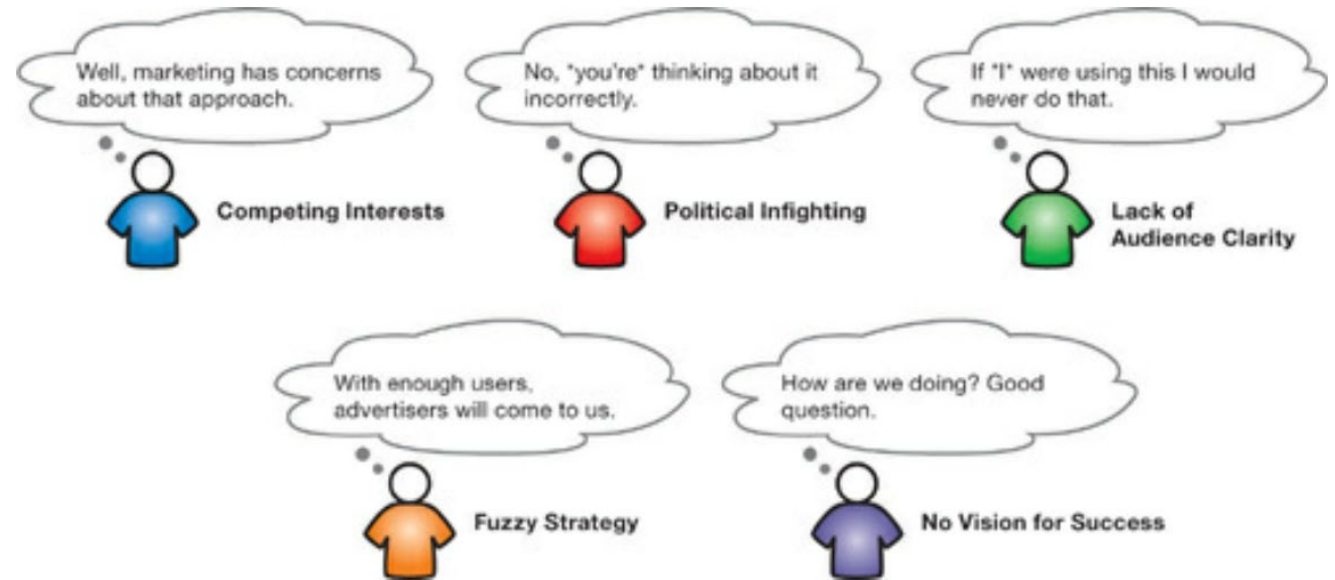 Well, marketing has concerns
about that approach.
Competing Interests
No, *you're* thinking about it
incorrectly.
Political Infighting
If *I* were using this I would
never do that.
Lack of
Audience Clarity
With enough users,
advertisers will come to us.
Fuzzy Strategy
How are we doing? Good
question.
No Vision for Success